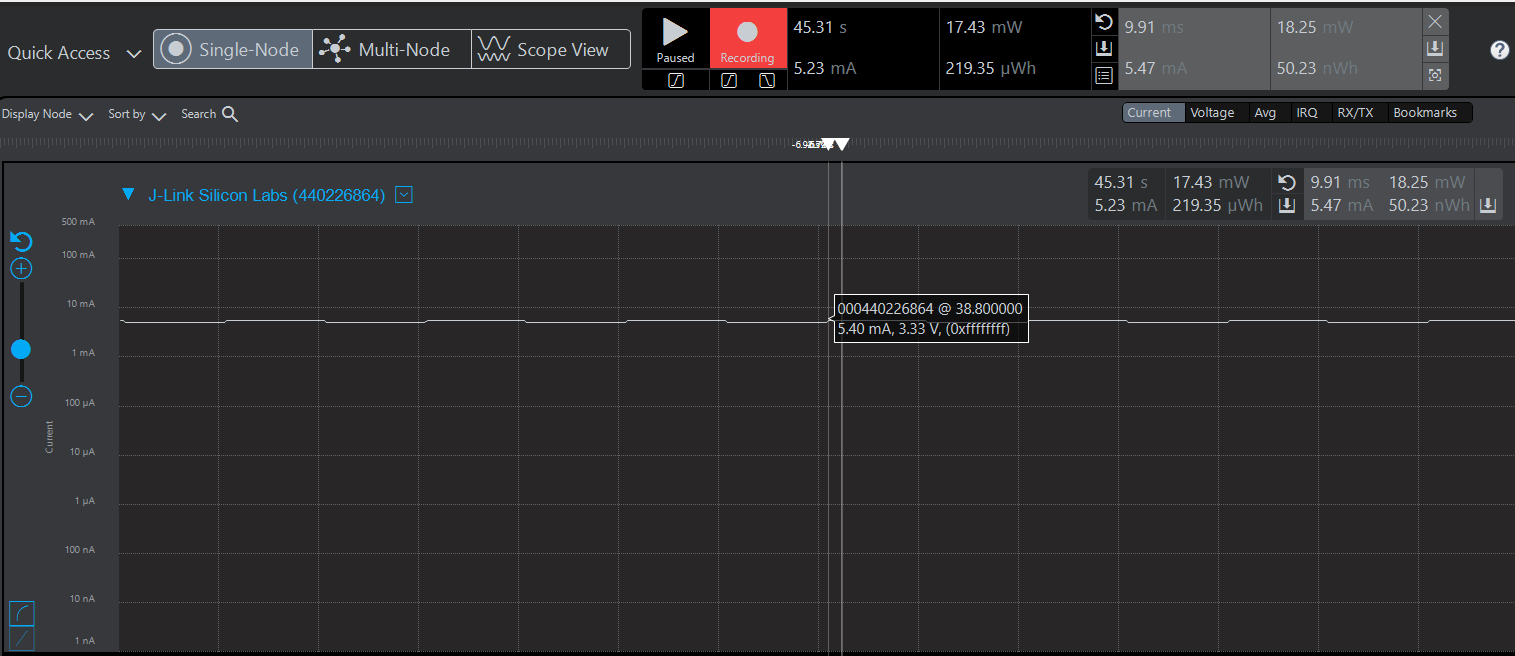 Quick Access
Single-Node
Multi-Node
Scope View
Paused
Recording
45.31 s
5.23 mA
17.43 mW
219.35 µWh
9.91 ms
5.47 mA
18.25 mW
50.23 nWh
?
Display Node
Sort by
Search
Current
Voltage
Avg
IRQ
RX/TX
Bookmarks
J-Link Silicon Labs (440226864)
45.31 s
5.23 mA
17.43 mW
219.35 µWh
9.91 ms
5.47 mA
18.25 mW
50.23 nWh
500 mA
100 mA
10 mA
1 mA
100 µA
10 µA
1 µA
100 nA
10 nA
1 nA
Current
000440226864 @ 38.800000
5.40 mA, 3.33 V, (0xffffffff)